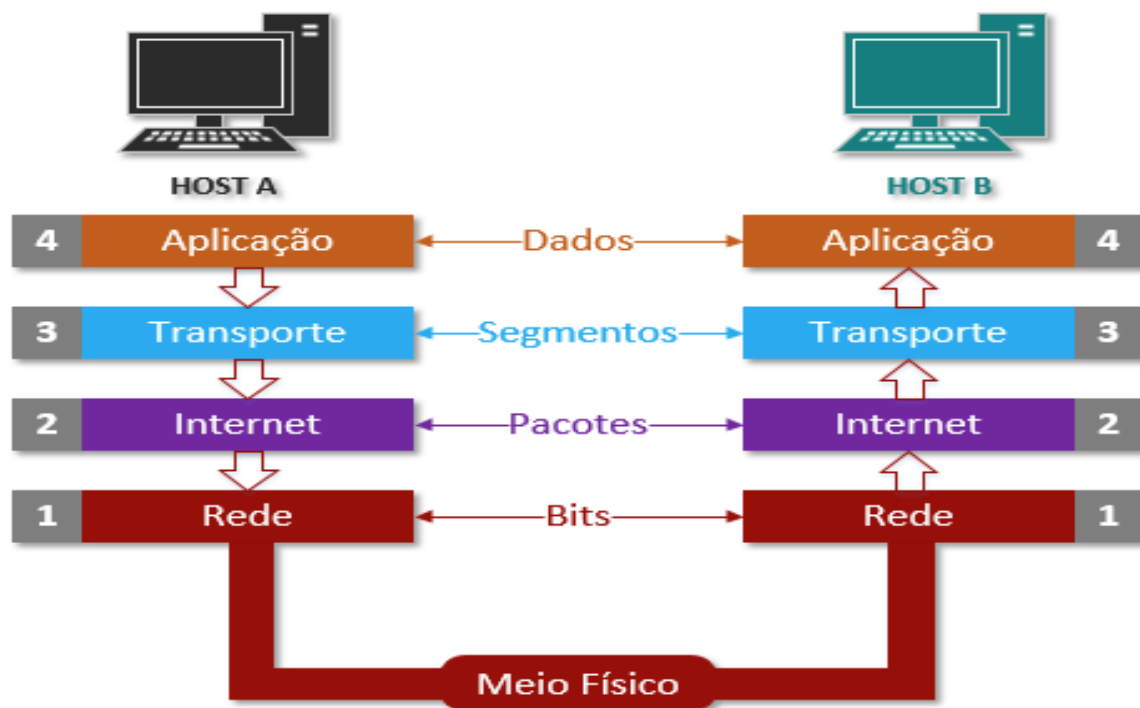 HOST A HOST B
4 Aplicação Dados Aplicação 4
3 Transporte Segmentos Transporte 3
2 Internet Pacotes Internet 2
1 Rede Bits Rede 1
Meio Físico